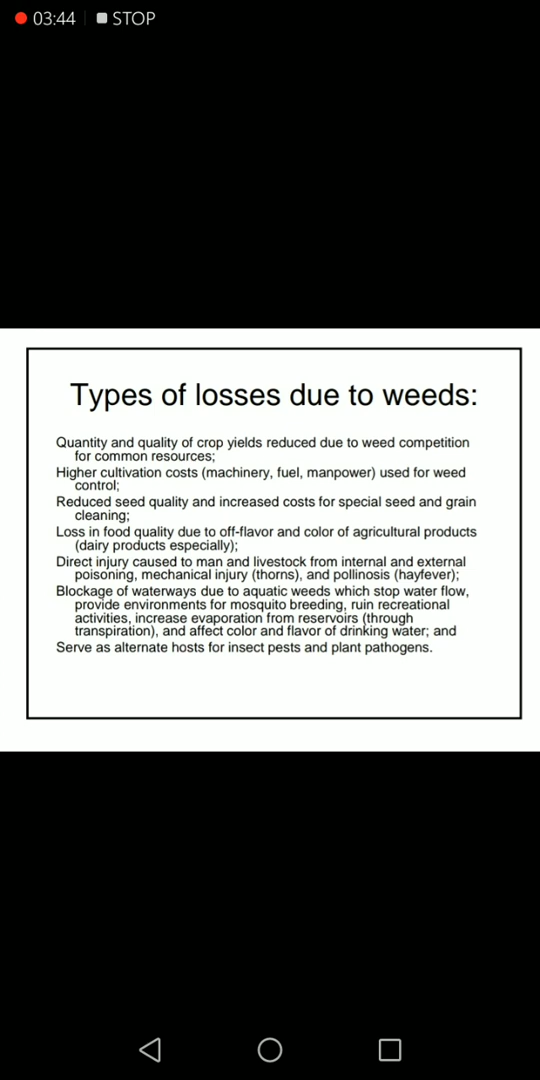 03:44 STOP
Types of losses due to weeds:
Quantity and quality of crop yields reduced due to weed competition
for common resources;
Higher cultivation costs (machinery, fuel, manpower) used for weed
control;
Reduced seed quality and increased costs for special seed and grain
cleaning;
Loss in food quality due to off-flavor and color of agricultural products
(dairy products especially);
Direct injury caused to man and livestock from internal and external
poisoning, mechanical injury (thorns), and pollinosis (hayfever);
Blockage of waterways due to aquatic weeds which stop water flow,
provide environments for mosquito breeding, ruin recreational
activities, increase evaporation from reservoirs (through
transpiration), and affect color and flavor of drinking water; and
Serve as alternate hosts for insect pests and plant pathogens.